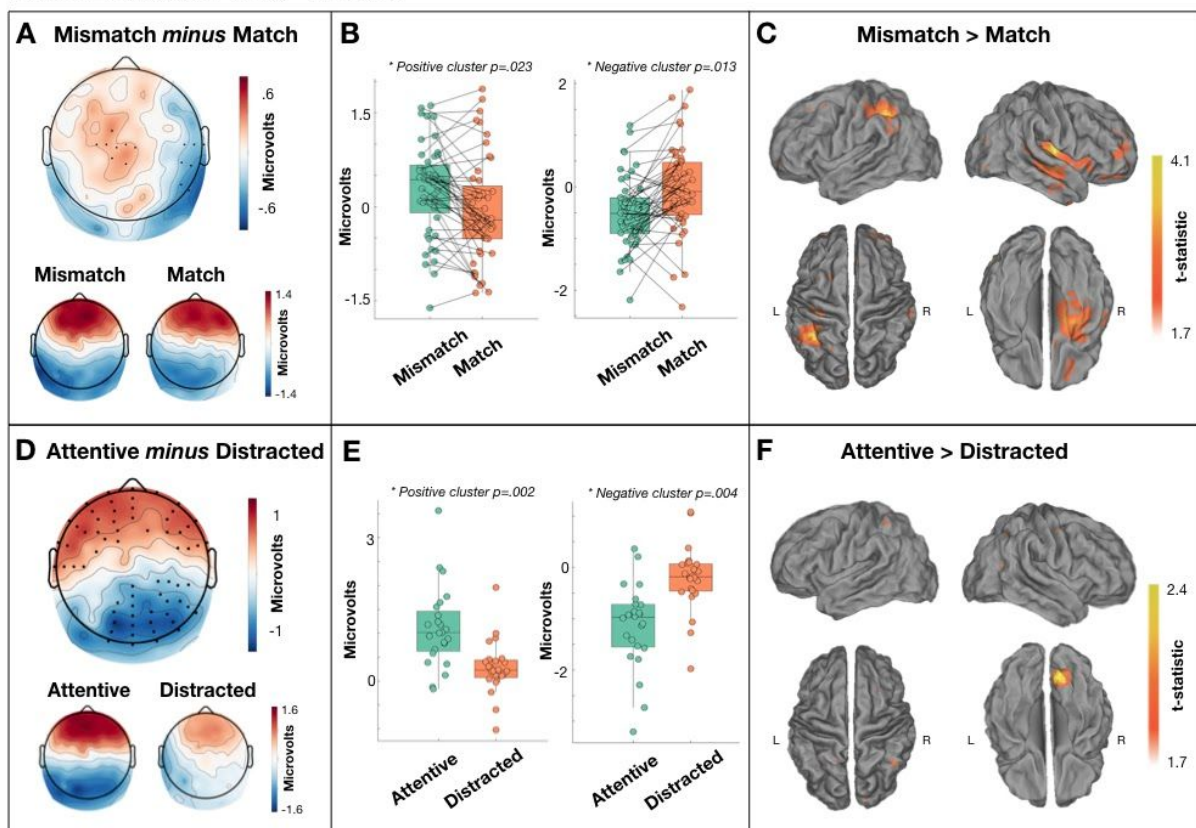 A Mismatch minus Match
.6
Microvolts
-.6
Mismatch Match
1.4
Microvolts
-1.4
B
* Positive cluster p=.023
* Negative cluster p=.013
Microvolts
1.5
0
-1.5
Mismatch
Match
Microvolts
2
0
-2
Mismatch
Match
C Mismatch > Match
L R
4.1
t-statistic
1.7
D Attentive minus Distracted
1
Microvolts
-1
Attentive Distracted
1.6
Microvolts
-1.6
E
* Positive cluster p=.002
* Negative cluster p=.004
Microvolts
3
0
Attentive
Distracted
Microvolts
0
-2
Attentive
Distracted
F Attentive > Distracted
L R
2.4
t-statistic
1.7